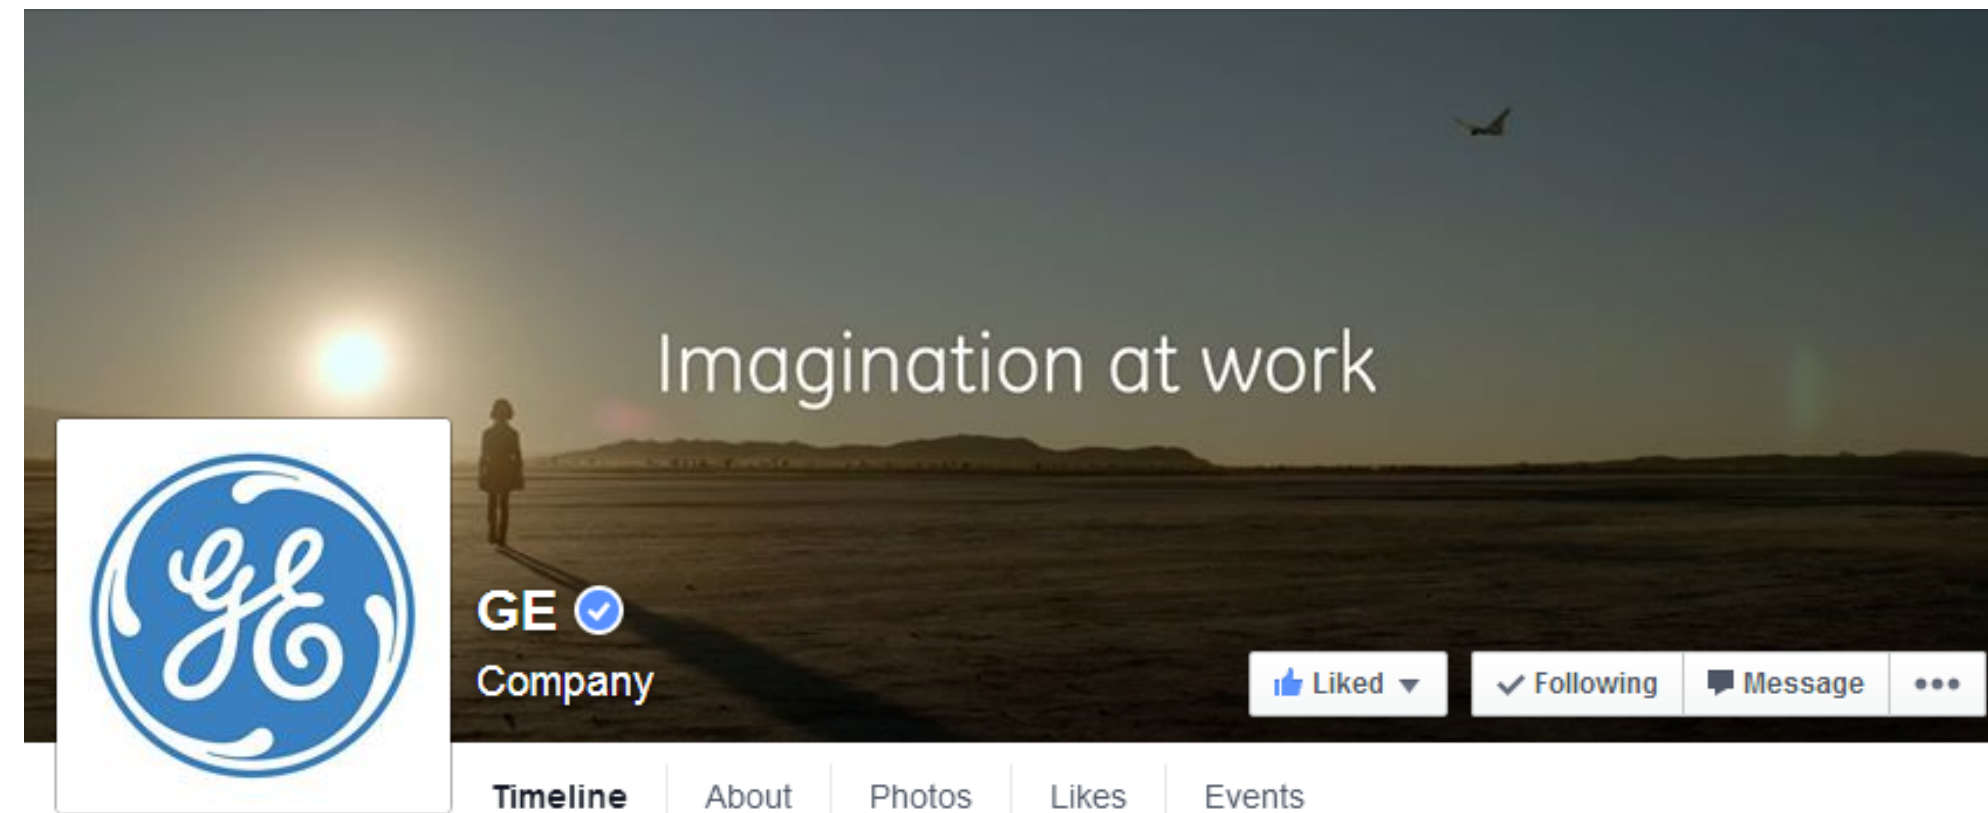 Imagination at work
GE
GE
Company
Liked
Following
Message
Timeline
About
Photos
Likes
Events